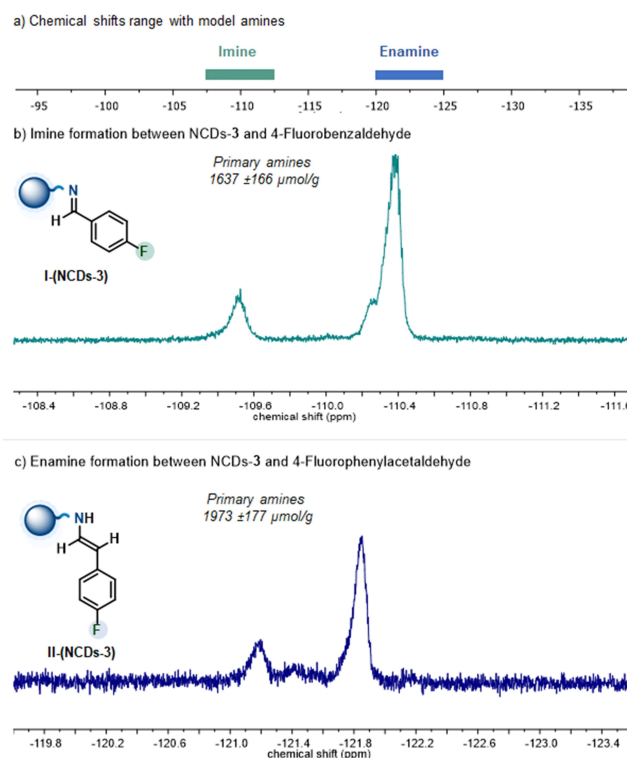 a) Chemical shifts range with model amines
Imine
Enamine
-95 -100 -105 -110 -115 -120 -125 -130 -135
b) Imine formation between NCDs-3 and 4-Fluorobenzaldehyde
Primary amines
1637 ±166 µmol/g
N
H
F
I-(NCDs-3)
-108.4 -108.8 -109.2 -109.6 -110.0 -110.4 -110.8 -111.2 -111.6
chemical shift (ppm)
c) Enamine formation between NCDs-3 and 4-Fluorophenylacetaldehyde
Primary amines
1973 ±177 µmol/g
NH
H
H
F
II-(NCDs-3)
-119.8 -120.2 -120.6 -121.0 -121.4 -121.8 -122.2 -122.6 -123.0 -123.4
chemical shift (ppm)